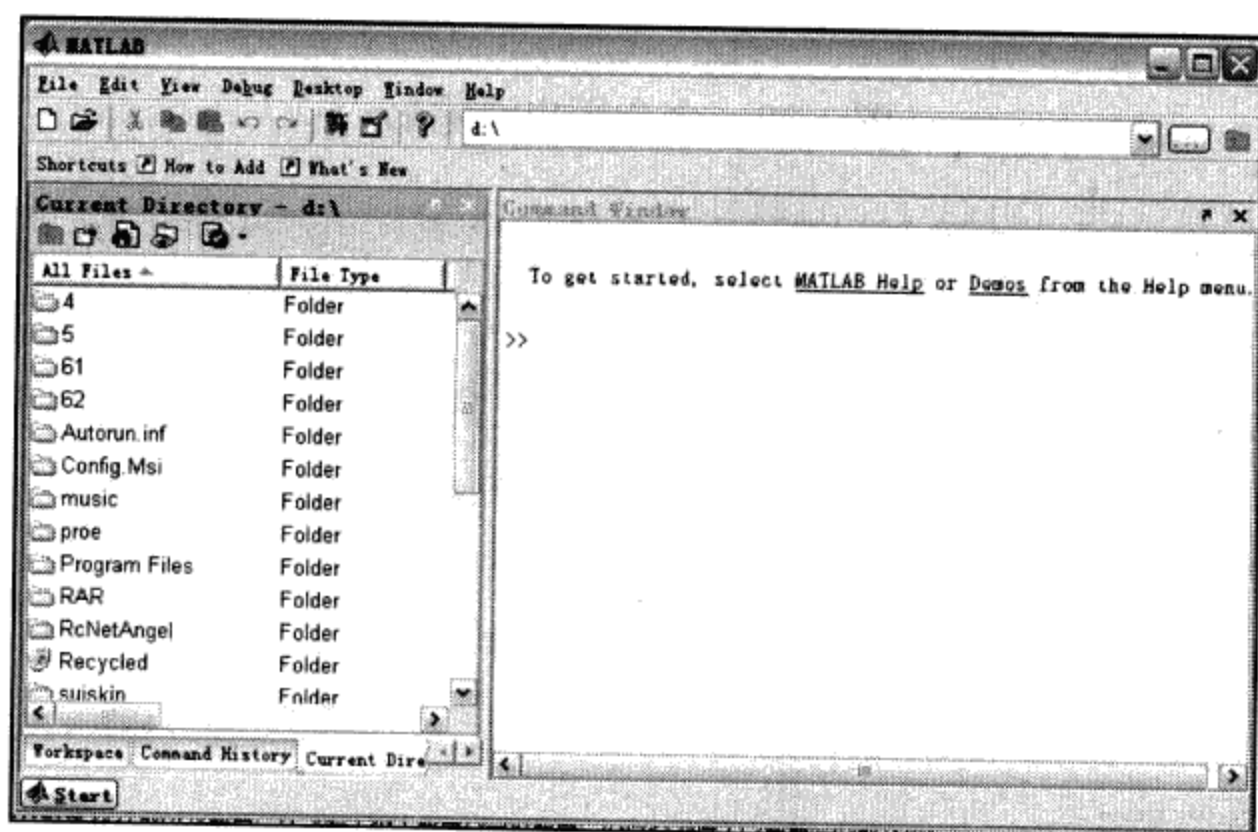 MATLAB
File Edit View Debug Desktop Window Help
d:\
Shortcuts How to Add What's New
Current Directory - d:\
All Files File Type
4 Folder
5 Folder
61 Folder
62 Folder
Autorun.inf Folder
Config.Msi Folder
music Folder
proe Folder
Program Files Folder
RAR Folder
RcNetAngel Folder
Recycled Folder
suiskin Folder
Workspace Command History Current Dire
Start
Command Window
To get started, select MATLAB Help or Demos from the Help menu.
>>